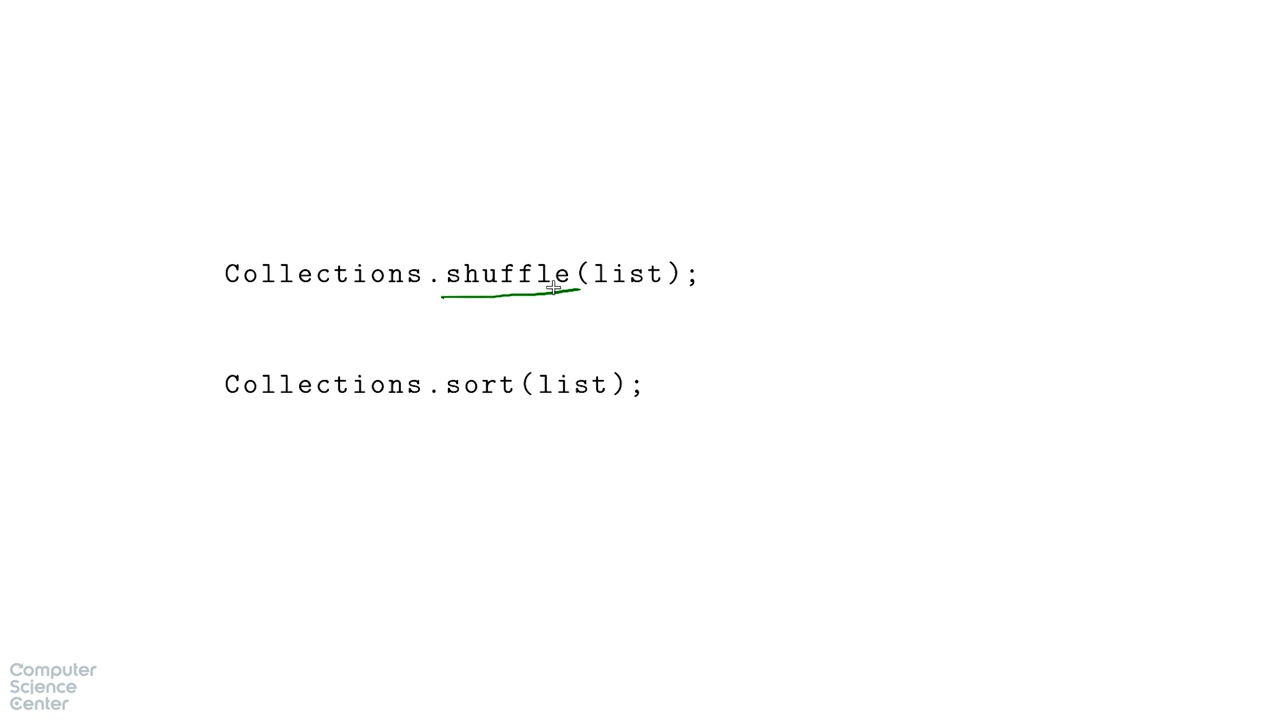 Collections.shuffle(list);
Collections.sort(list);
Computer
Science
Center